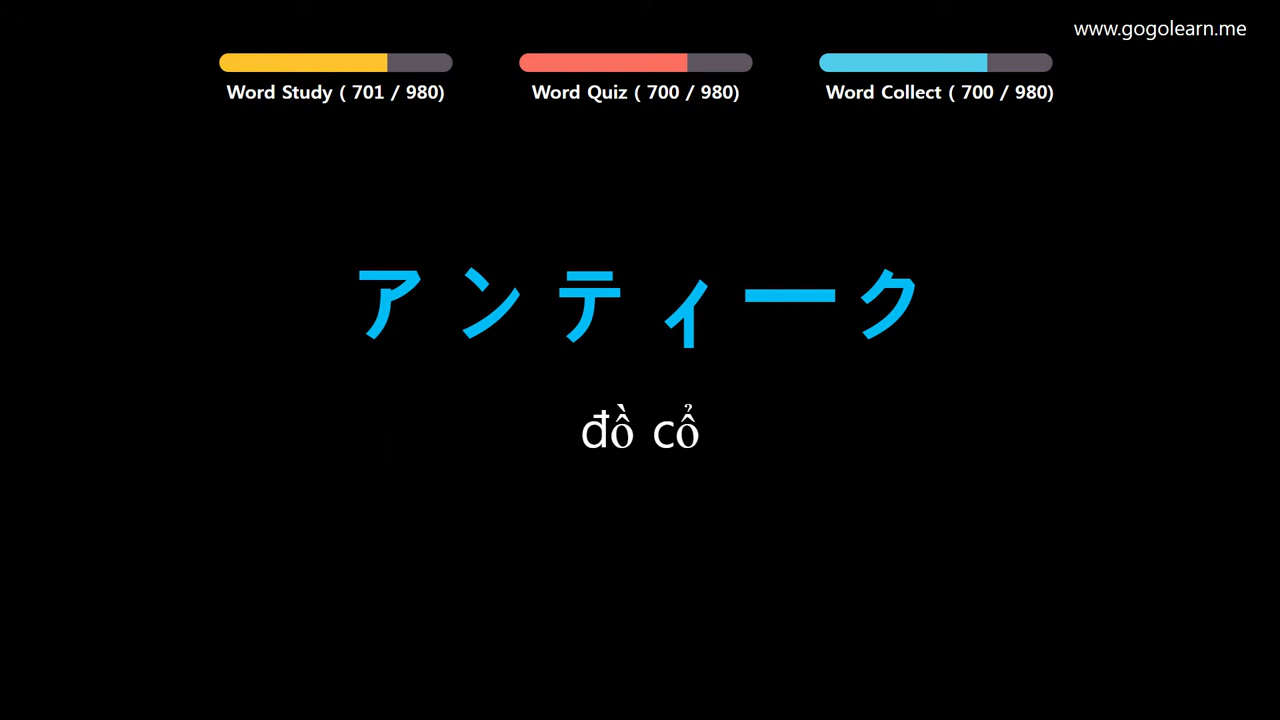 www.gogolearn.me
Word Study ( 701 / 980)
Word Quiz ( 700 / 980)
Word Collect ( 700 / 980)
アンティーク
đồ cổ